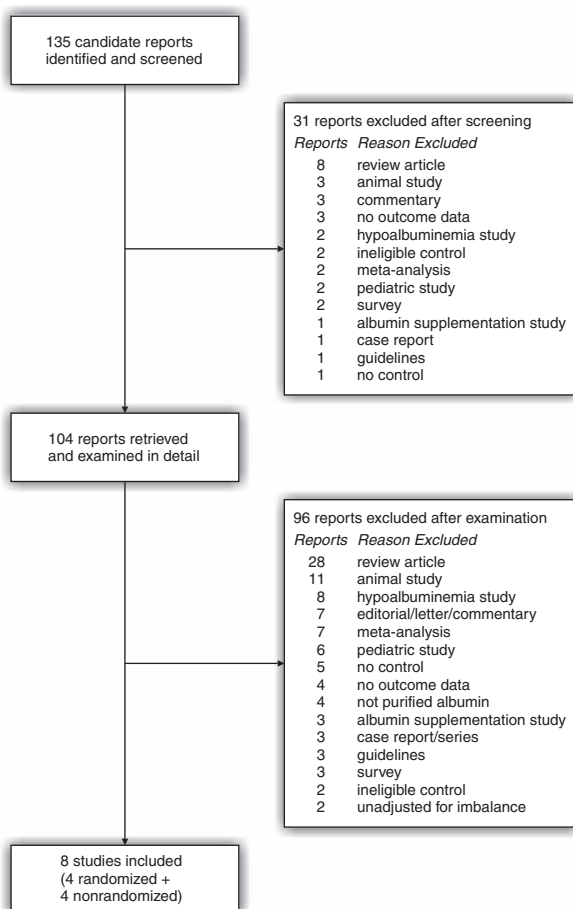 135 candidate reports
identified and screened
31 reports excluded after screening
Reports Reason Excluded
8 review article
3 animal study
3 commentary
3 no outcome data
2 hypoalbuminemia study
2 ineligible control
2 meta-analysis
2 pediatric study
2 survey
1 albumin supplementation study
1 case report
1 guidelines
1 no control
104 reports retrieved
and examined in detail
96 reports excluded after examination
Reports Reason Excluded
28 review article
11 animal study
8 hypoalbuminemia study
7 editorial/letter/commentary
7 meta-analysis
6 pediatric study
5 no control
4 no outcome data
4 not purified albumin
3 albumin supplementation study
3 case report/series
3 guidelines
3 survey
2 ineligible control
2 unadjusted for imbalance
8 studies included
(4 randomized +
4 nonrandomized)